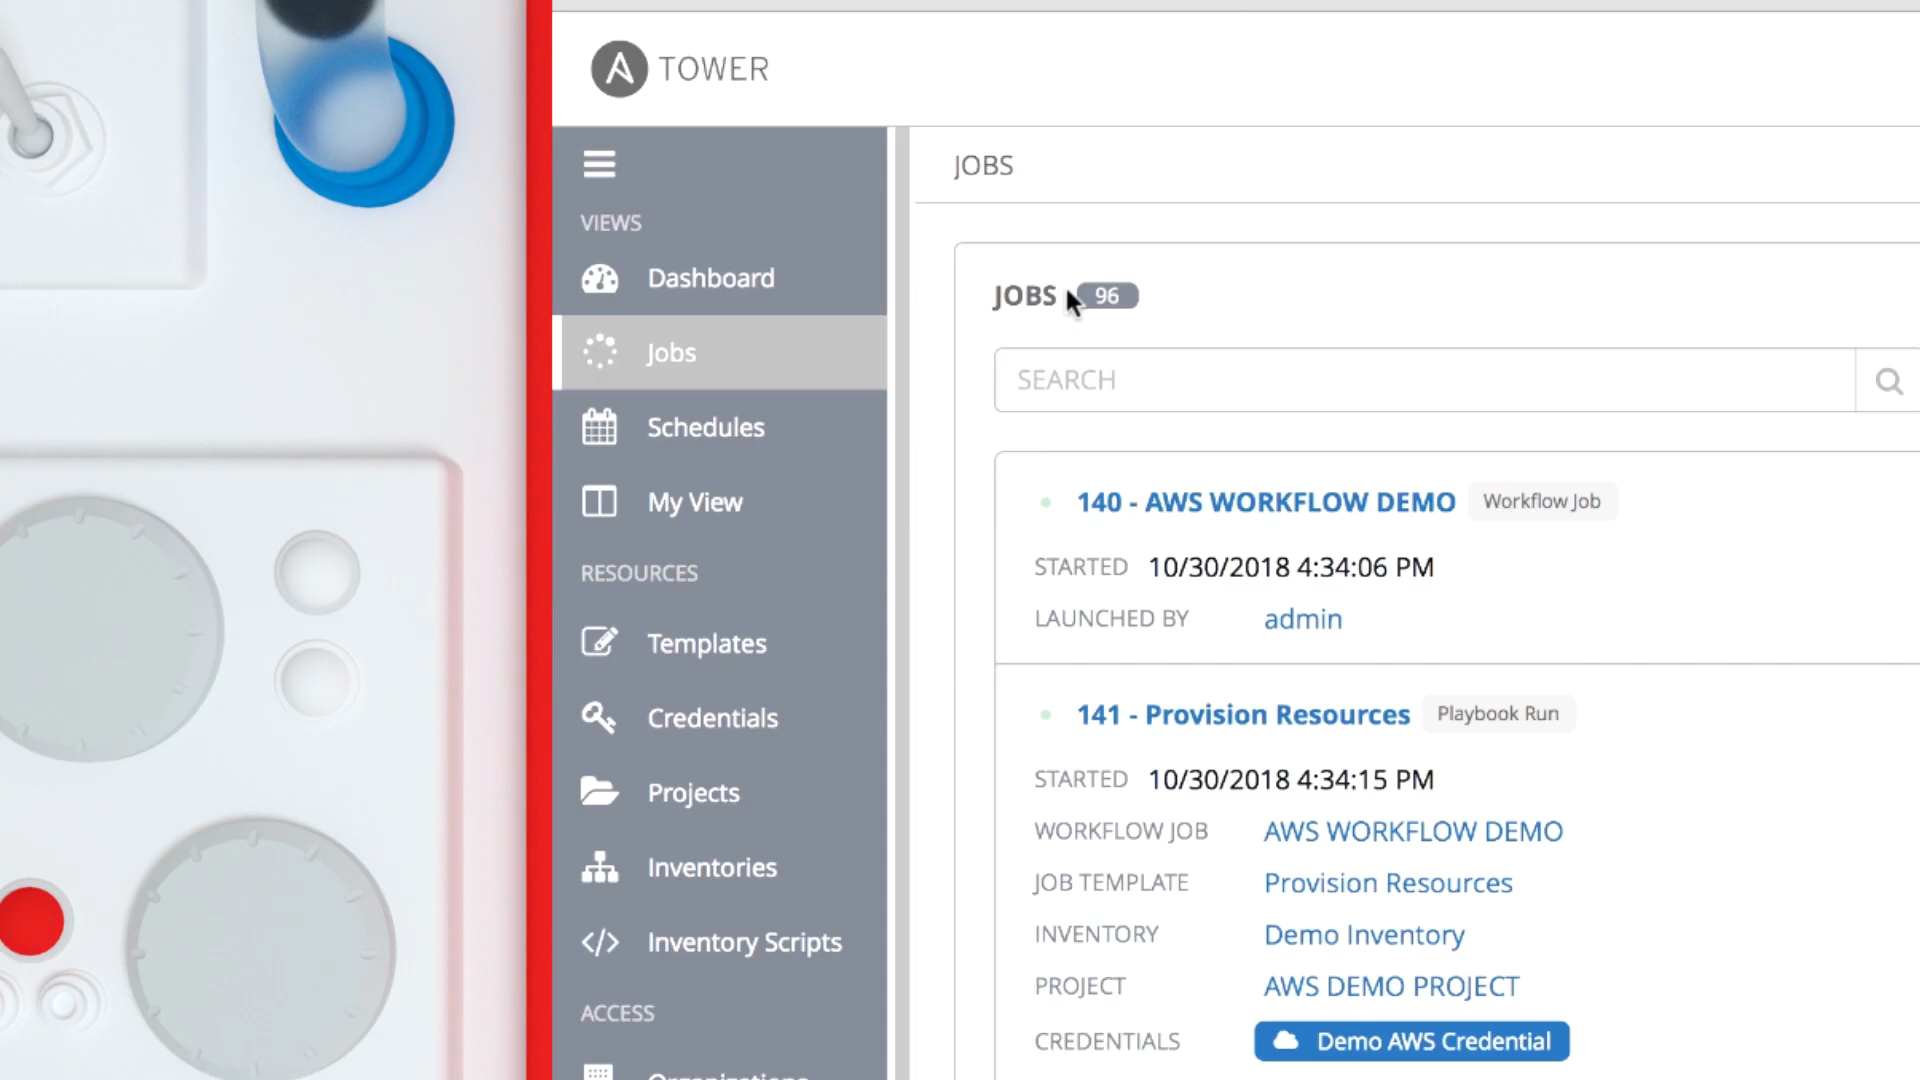 TOWER
VIEWS
Dashboard
Jobs
Schedules
My View
RESOURCES
Templates
Credentials
Projects
Inventories
Inventory Scripts
ACCESS
Organizations
JOBS
JOBS 96
SEARCH
140 - AWS WORKFLOW DEMO Workflow Job
STARTED 10/30/2018 4:34:06 PM
LAUNCHED BY admin
141 - Provision Resources Playbook Run
STARTED 10/30/2018 4:34:15 PM
WORKFLOW JOB AWS WORKFLOW DEMO
JOB TEMPLATE Provision Resources
INVENTORY Demo Inventory
PROJECT AWS DEMO PROJECT
CREDENTIALS Demo AWS Credential